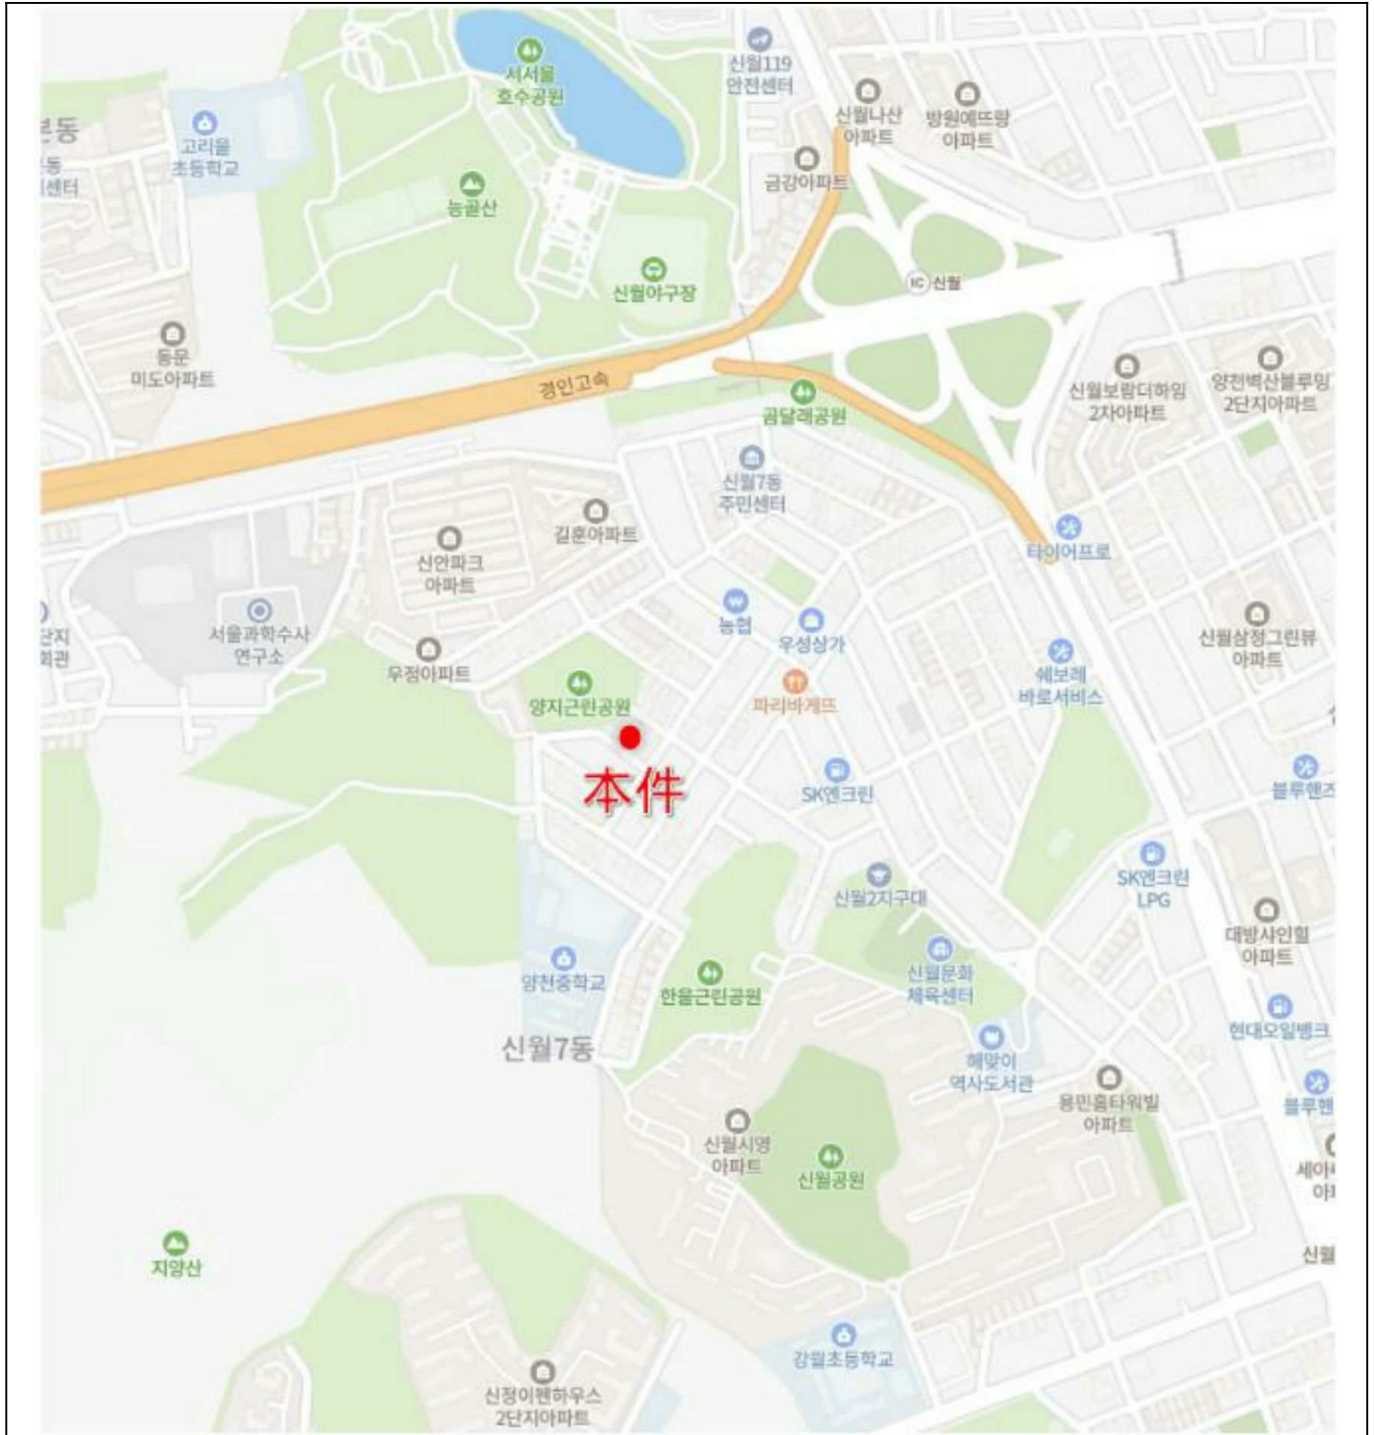 서서울
호수공원
신월119
안전센터
신월나산
아파트
방원예뜨랑
아파트
고리울
초등학교
본동
센터
금강아파트
능골산
신월야구장
IC 신월
동문
미도아파트
경인고속
곰달래공원
신월보람더하임
2차아파트
양천벽산블루밍
2단지아파트
신월7동
주민센터
길훈아파트
신안파크
아파트
타이어프로
서울과학수사
연구소
단지
회관
농협
우성상가
신월삼정그린뷰
아파트
우정아파트
쉐보레
바로서비스
양지근린공원
파리바게뜨
本件
SK엔크린
블루핸즈
SK엔크린
LPG
신월2지구대
대방샤인힐
아파트
양천중학교
한울근린공원
신월문화
체육센터
현대오일뱅크
신월7동
해맞이
역사도서관
용민홈타워빌
아파트
블루핸
신월시영
아파트
신월공원
세아
아
지양산
신월
강월초등학교
신정이펜하우스
2단지아파트